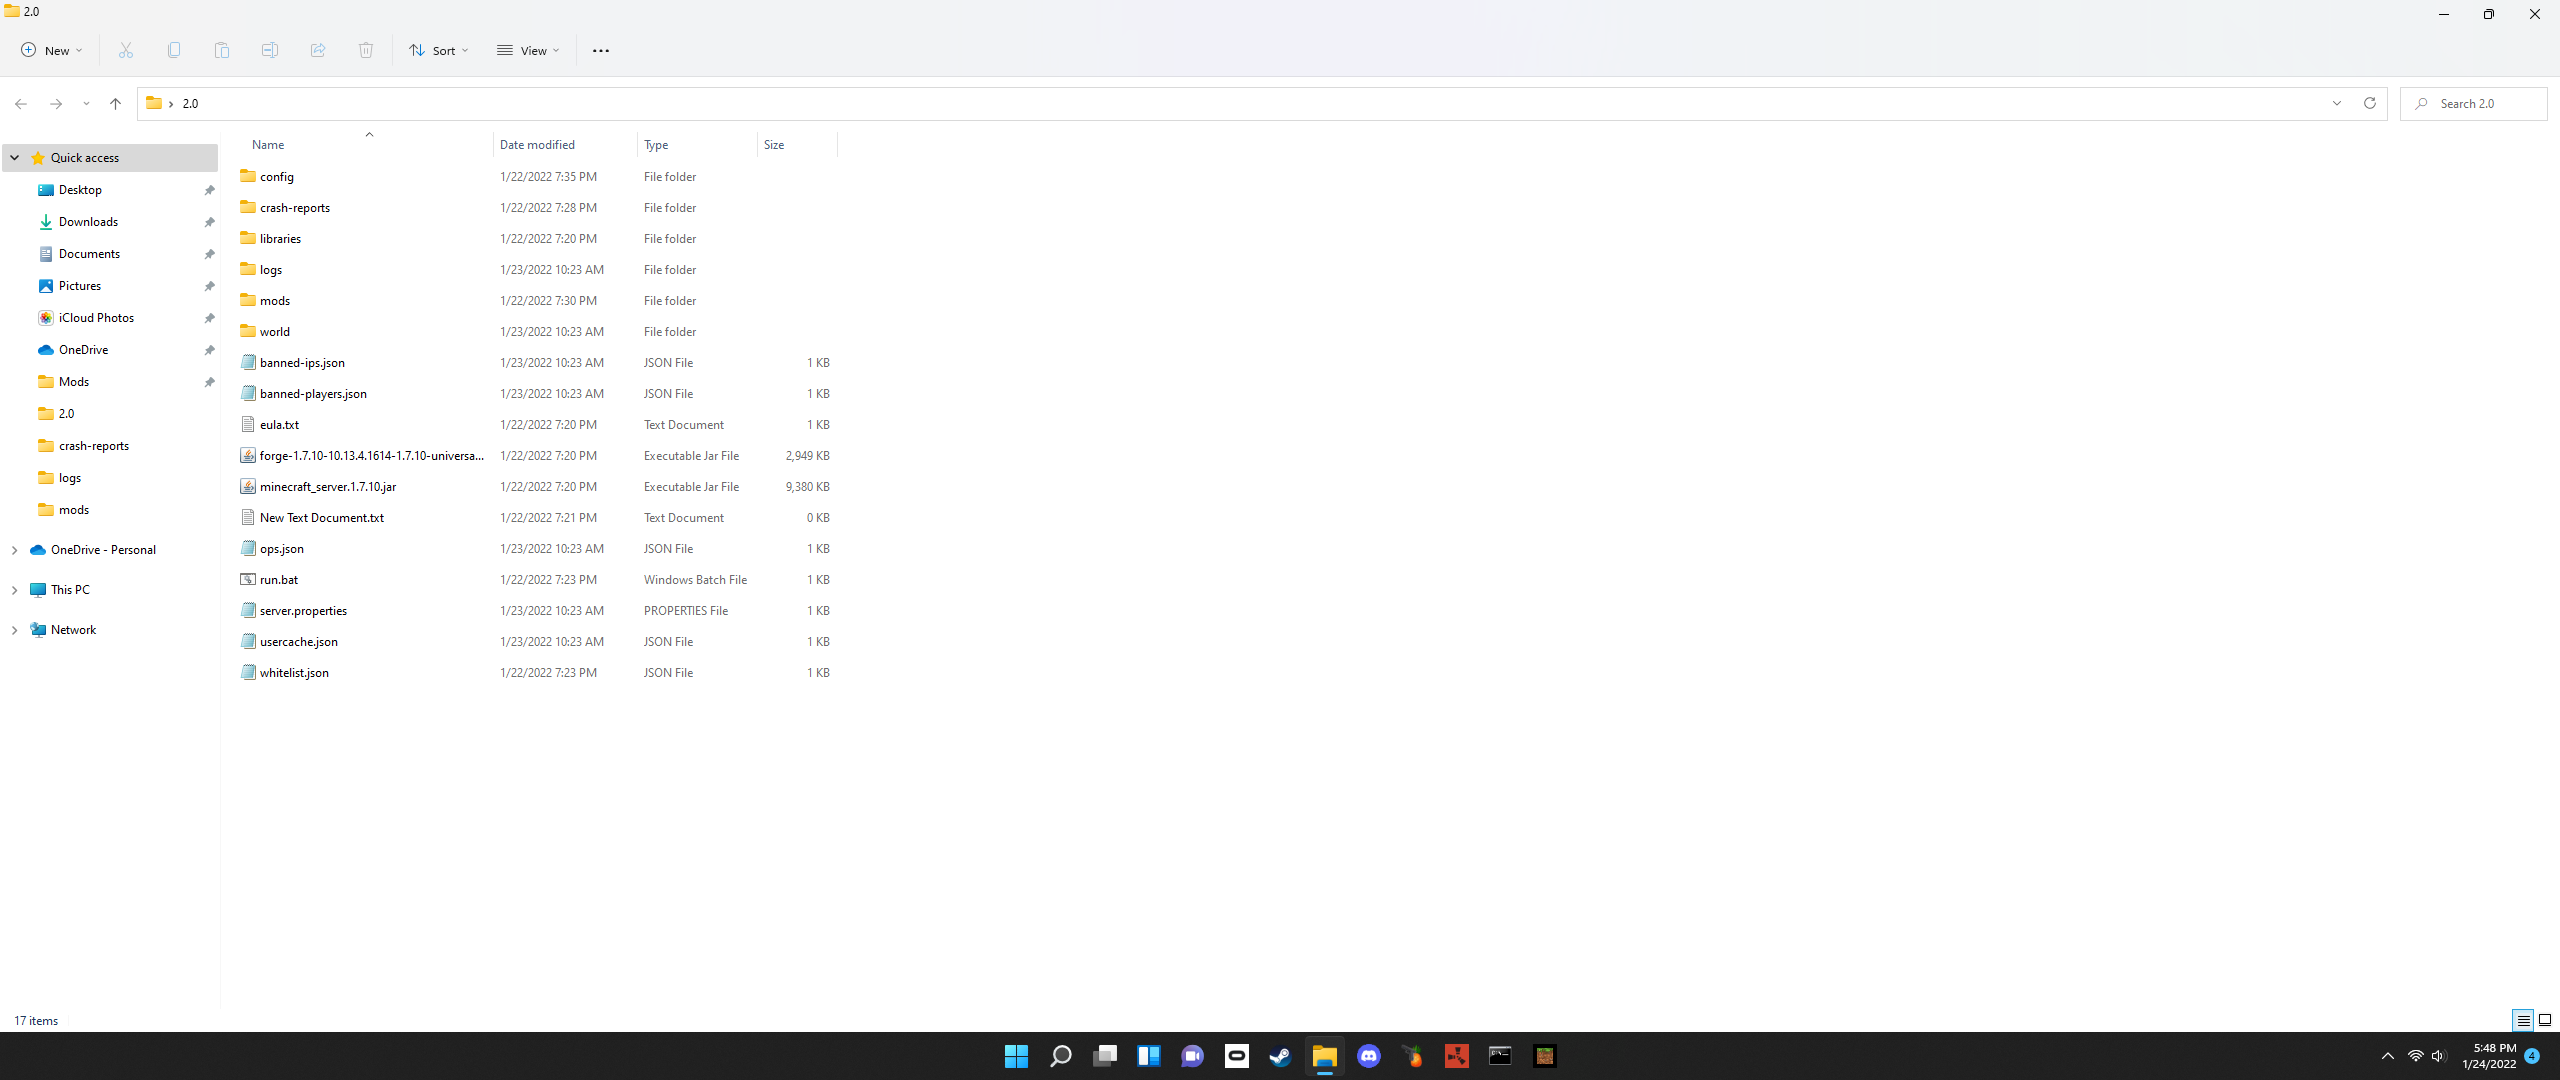 2.0
New
Sort
View
2.0
Search 2.0
Name Date modified Type Size
Quick access
Desktop
Downloads
Documents
Pictures
iCloud Photos
OneDrive
Mods
2.0
crash-reports
logs
mods
OneDrive - Personal
This PC
Network
config 1/22/2022 7:35 PM File folder
crash-reports 1/22/2022 7:28 PM File folder
libraries 1/22/2022 7:20 PM File folder
logs 1/23/2022 10:23 AM File folder
mods 1/22/2022 7:30 PM File folder
world 1/23/2022 10:23 AM File folder
banned-ips.json 1/23/2022 10:23 AM JSON File 1 KB
banned-players.json 1/23/2022 10:23 AM JSON File 1 KB
eula.txt 1/22/2022 7:20 PM Text Document 1 KB
forge-1.7.10-10.13.4.1614-1.7.10-universa... 1/22/2022 7:20 PM Executable Jar File 2,949 KB
minecraft_server.1.7.10.jar 1/22/2022 7:20 PM Executable Jar File 9,380 KB
New Text Document.txt 1/22/2022 7:21 PM Text Document 0 KB
ops.json 1/23/2022 10:23 AM JSON File 1 KB
run.bat 1/22/2022 7:23 PM Windows Batch File 1 KB
server.properties 1/23/2022 10:23 AM PROPERTIES File 1 KB
usercache.json 1/23/2022 10:23 AM JSON File 1 KB
whitelist.json 1/22/2022 7:23 PM JSON File 1 KB
17 items
5:48 PM
1/24/2022
4